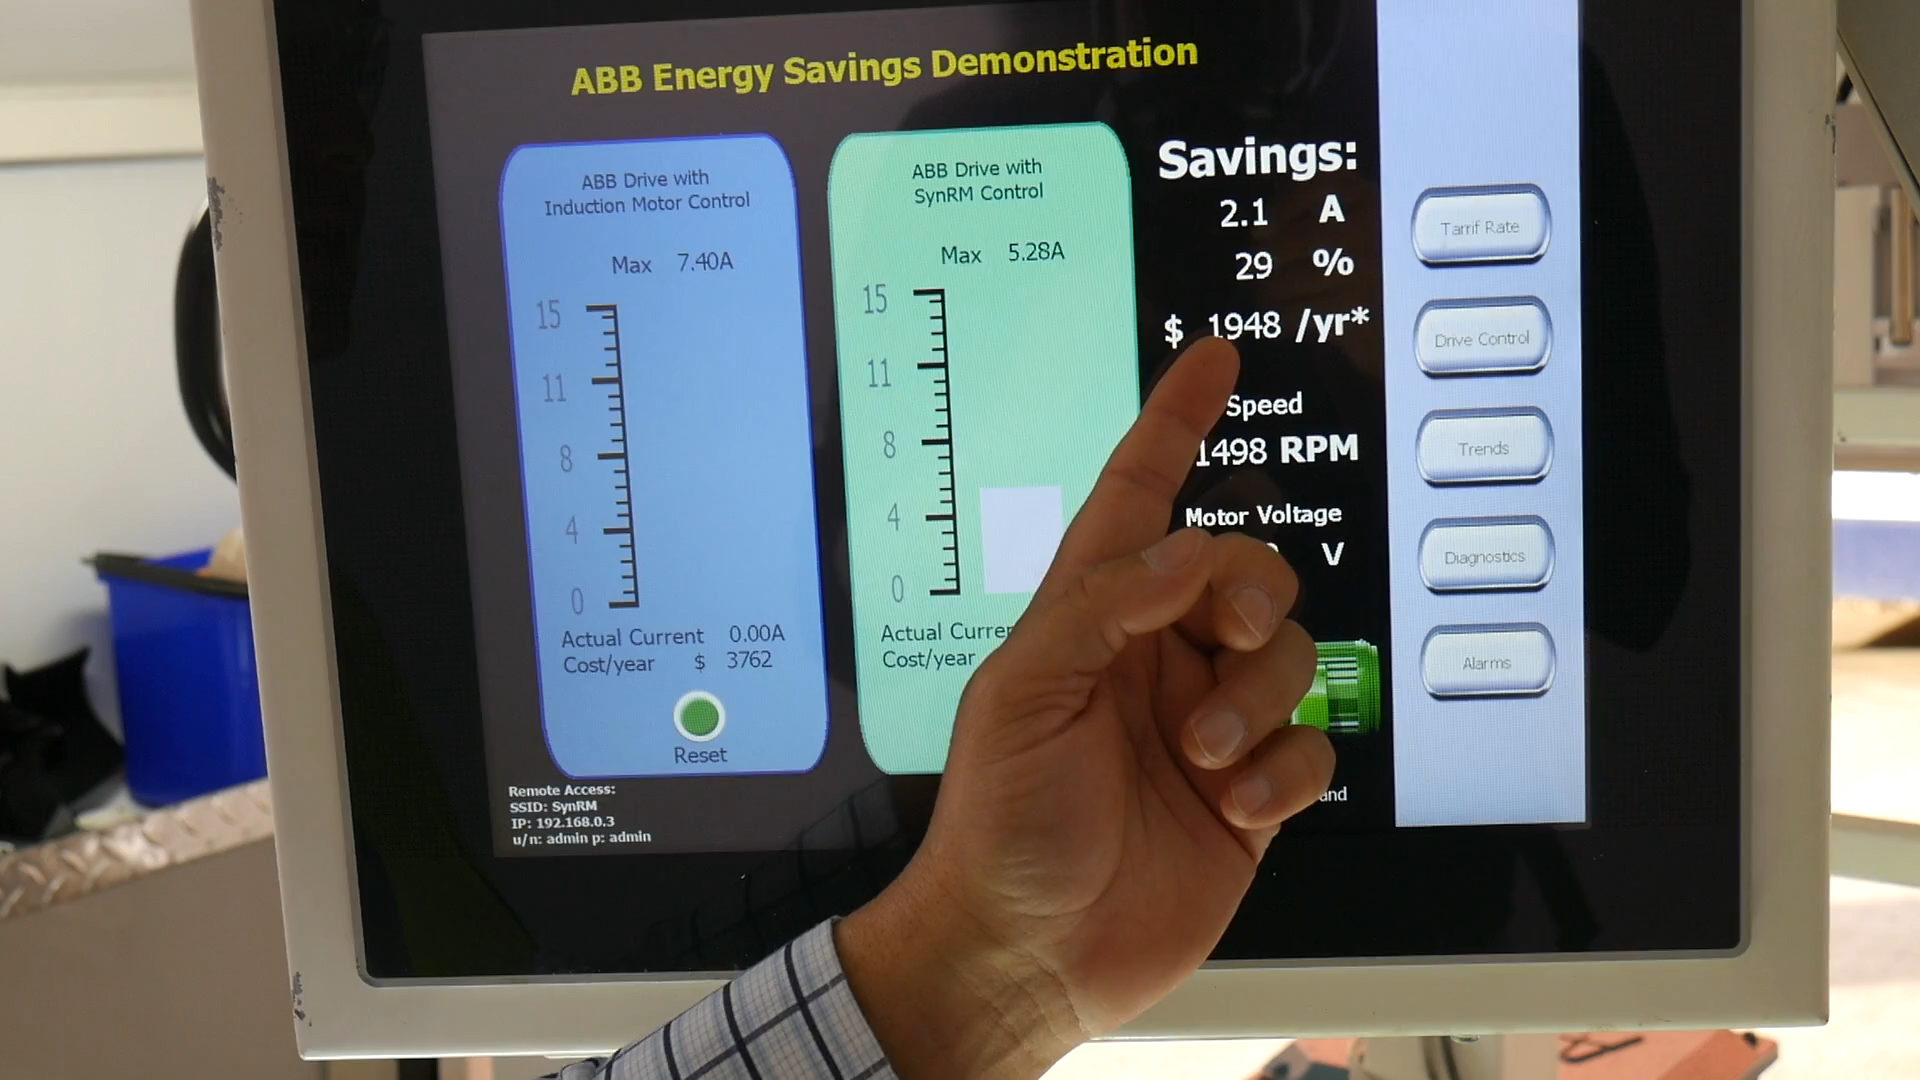 ABB Energy Savings Demonstration
ABB Drive with
Induction Motor Control
Max 7.40A
15
11
8
4
0
Actual Current 0.00A
Cost/year $ 3762
Reset
ABB Drive with
SynRM Control
Max 5.28A
15
11
8
4
0
Actual
Cost/year
Savings:
2.1 A
29 %
$ 1948 /yr*
Speed
1498 RPM
Motor Voltage
V
and
Tarrif Rate
Drive Control
Trends
Diagnostics
Alarms
Remote Access:
SSID: SynRM
IP: 192.168.0.3
u/n: admin p: admin